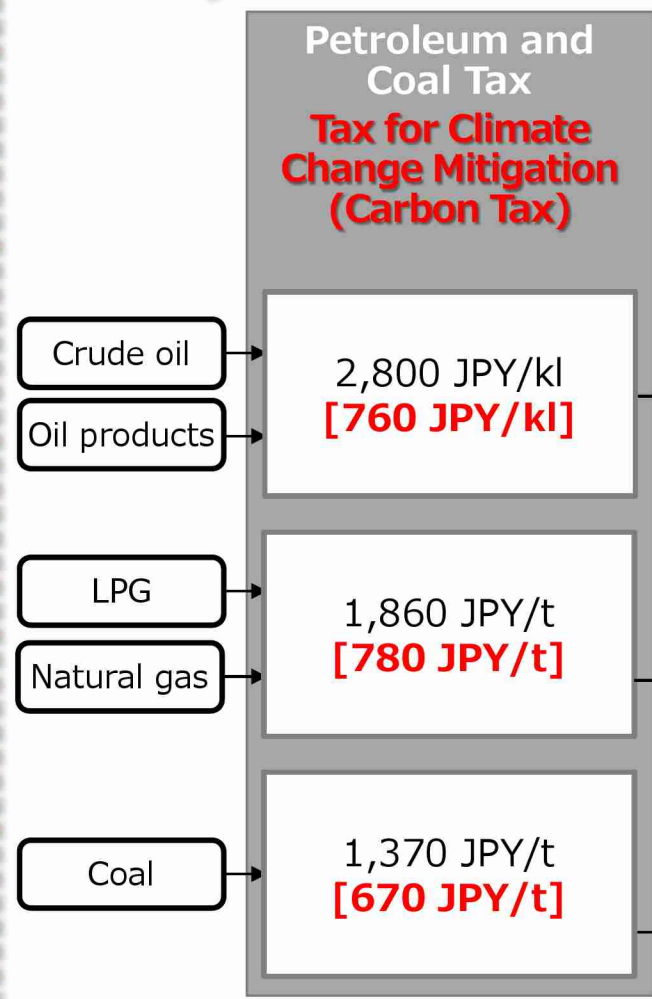 Petroleum and
Coal Tax
Tax for Climate
Change Mitigation
(Carbon Tax)
Crude oil
Oil products
2,800 JPY/kl
[760 JPY/kl]
LPG
Natural gas
1,860 JPY/t
[780 JPY/t]
Coal
1,370 JPY/t
[670 JPY/t]